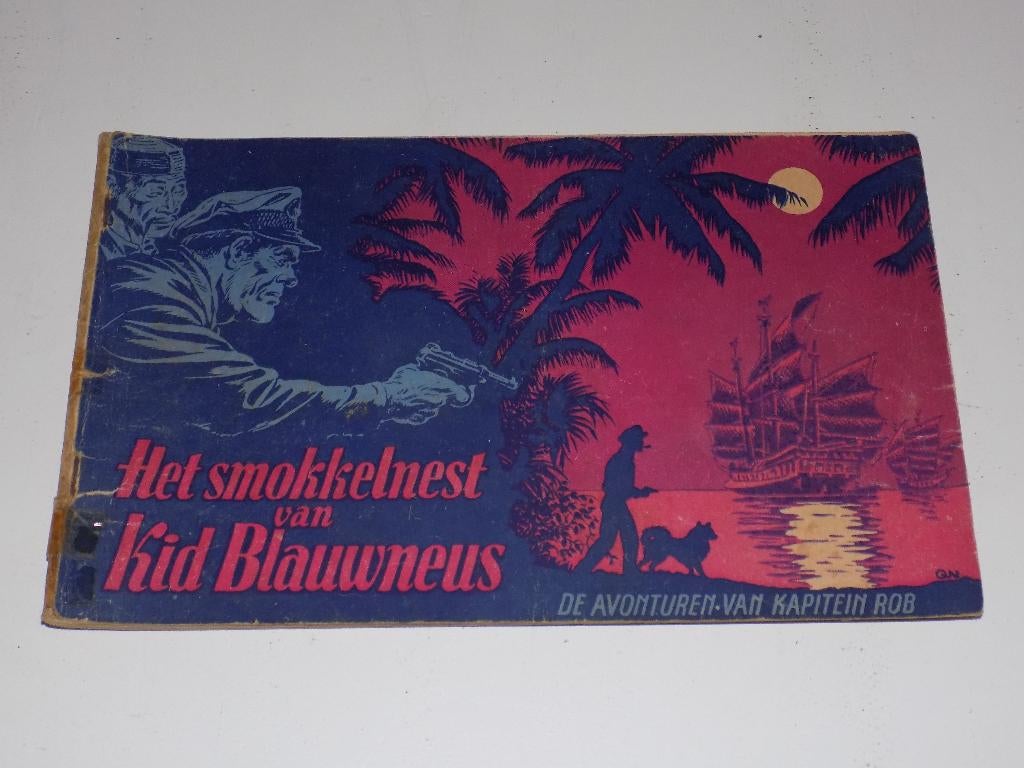 Het smokkelnest
van
Kid Blauwneus
DE AVONTUREN·VAN KAPITEIN ROB